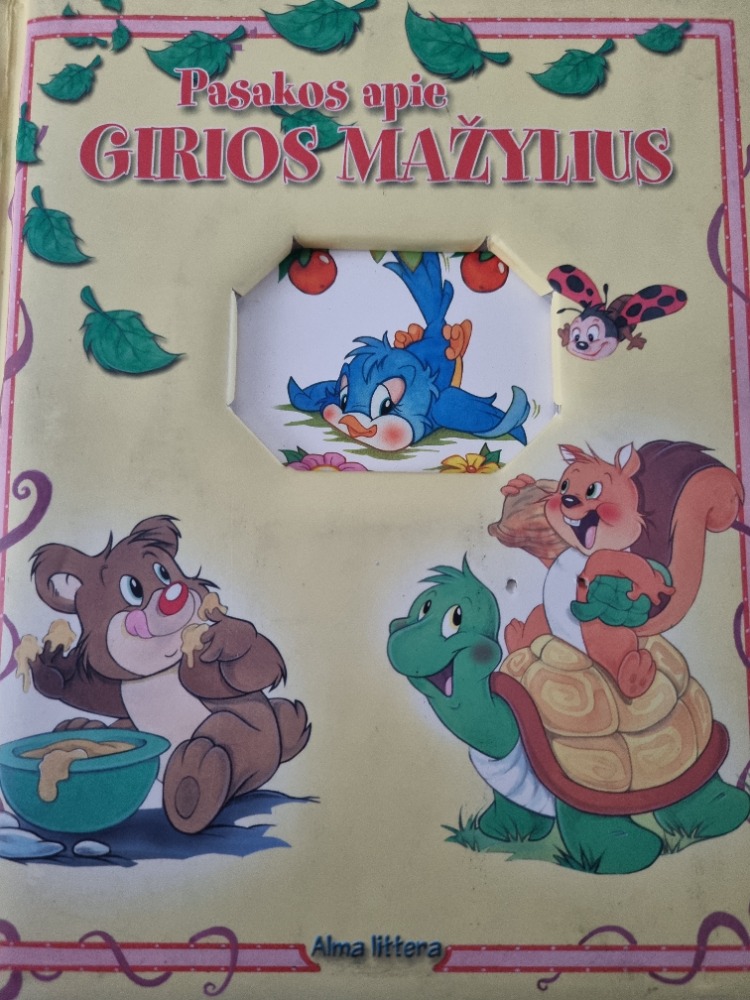 Pasakos apie
GIRIOS MAŽYLIUS
Alma littera